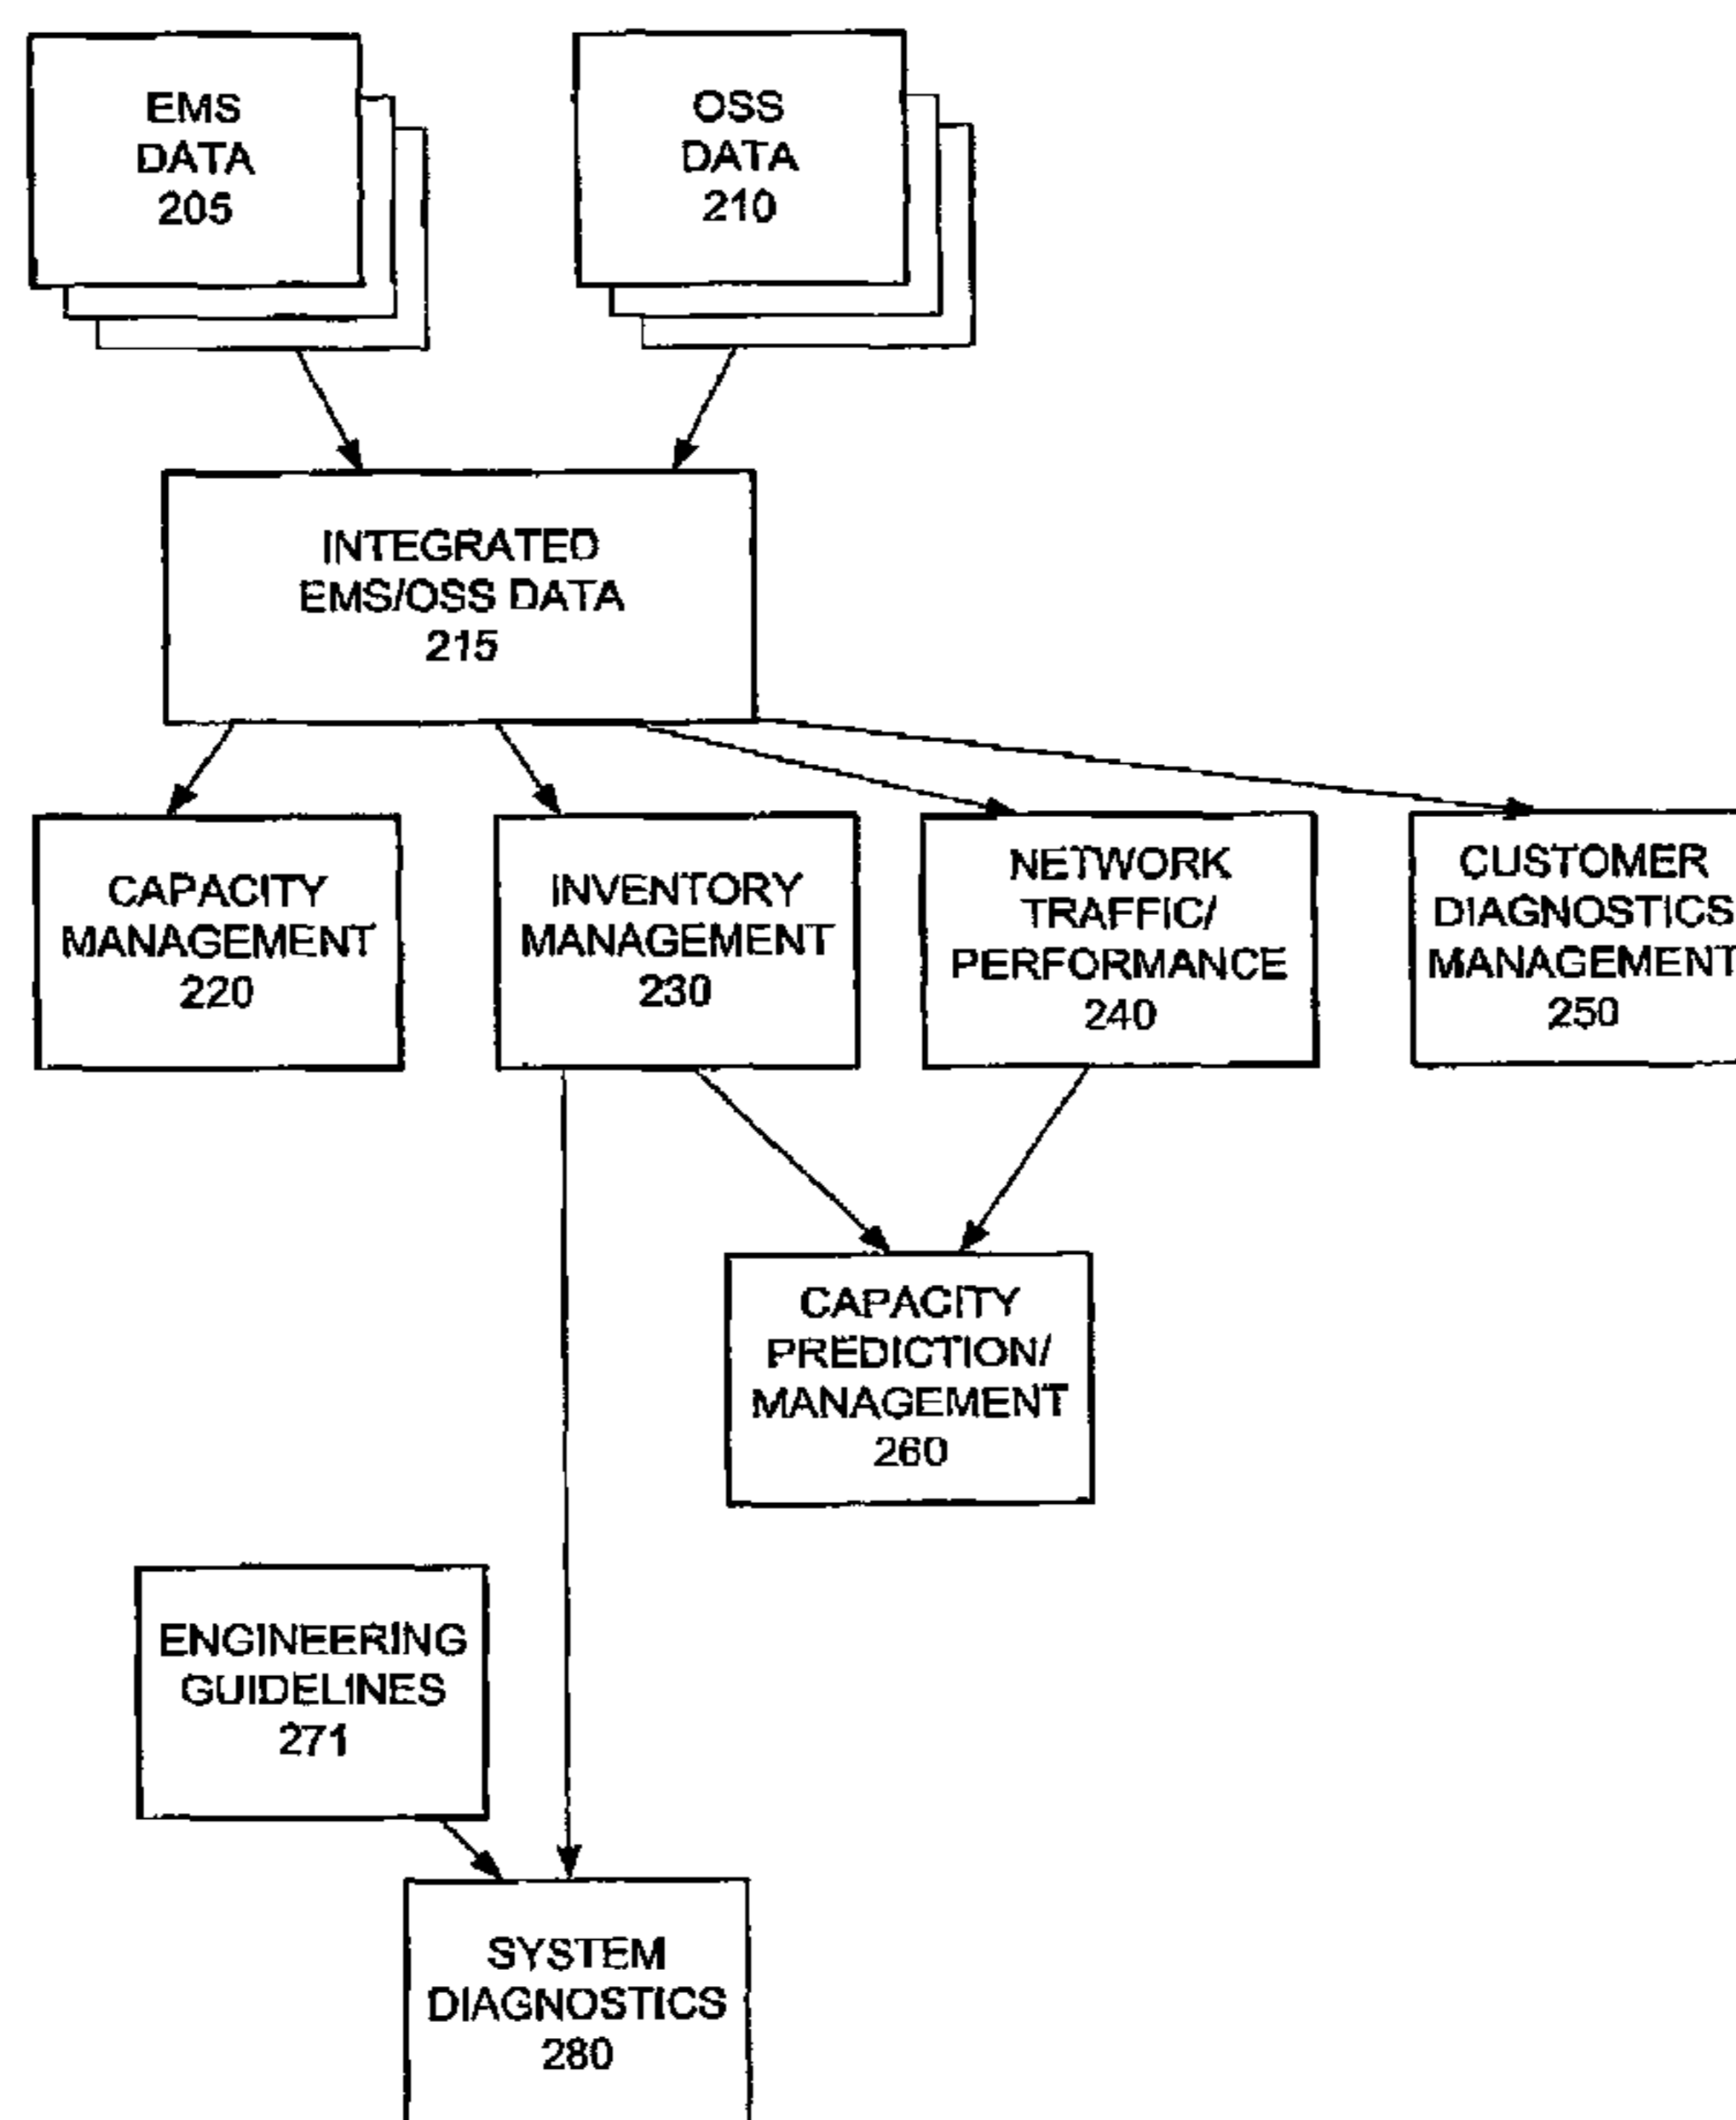 EMS
DATA
205
OSS
DATA
210
INTEGRATED
EMS/OSS DATA
215
CAPACITY
MANAGEMENT
220
INVENTORY
MANAGEMENT
230
NETWORK
TRAFFIC/
PERFORMANCE
240
CUSTOMER
DIAGNOSTICS
MANAGEMENT
250
CAPACITY
PREDICTION/
MANAGEMENT
260
ENGINEERING
GUIDELINES
271
SYSTEM
DIAGNOSTICS
280